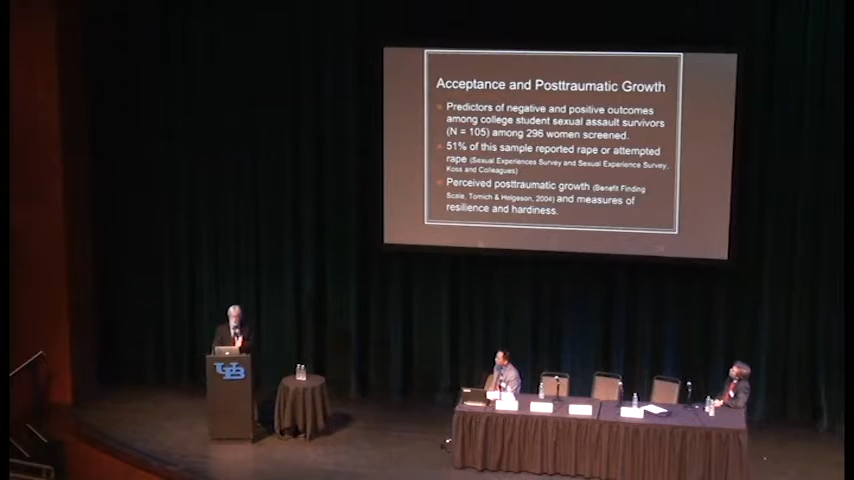 Acceptance and Posttraumatic Growth
Predictors of negative and positive outcomes
among college student sexual assault survivors
(N = 105) among 296 women screened.
51% of this sample reported rape or attempted
rape (Sexual Experiences Survey and Sexual Experience Survey,
Koss and Colleagues)
Perceived posttraumatic growth (Benefit Finding
Scale, Tomich & Helgeson, 2004) and measures of
resilience and hardiness.
UB